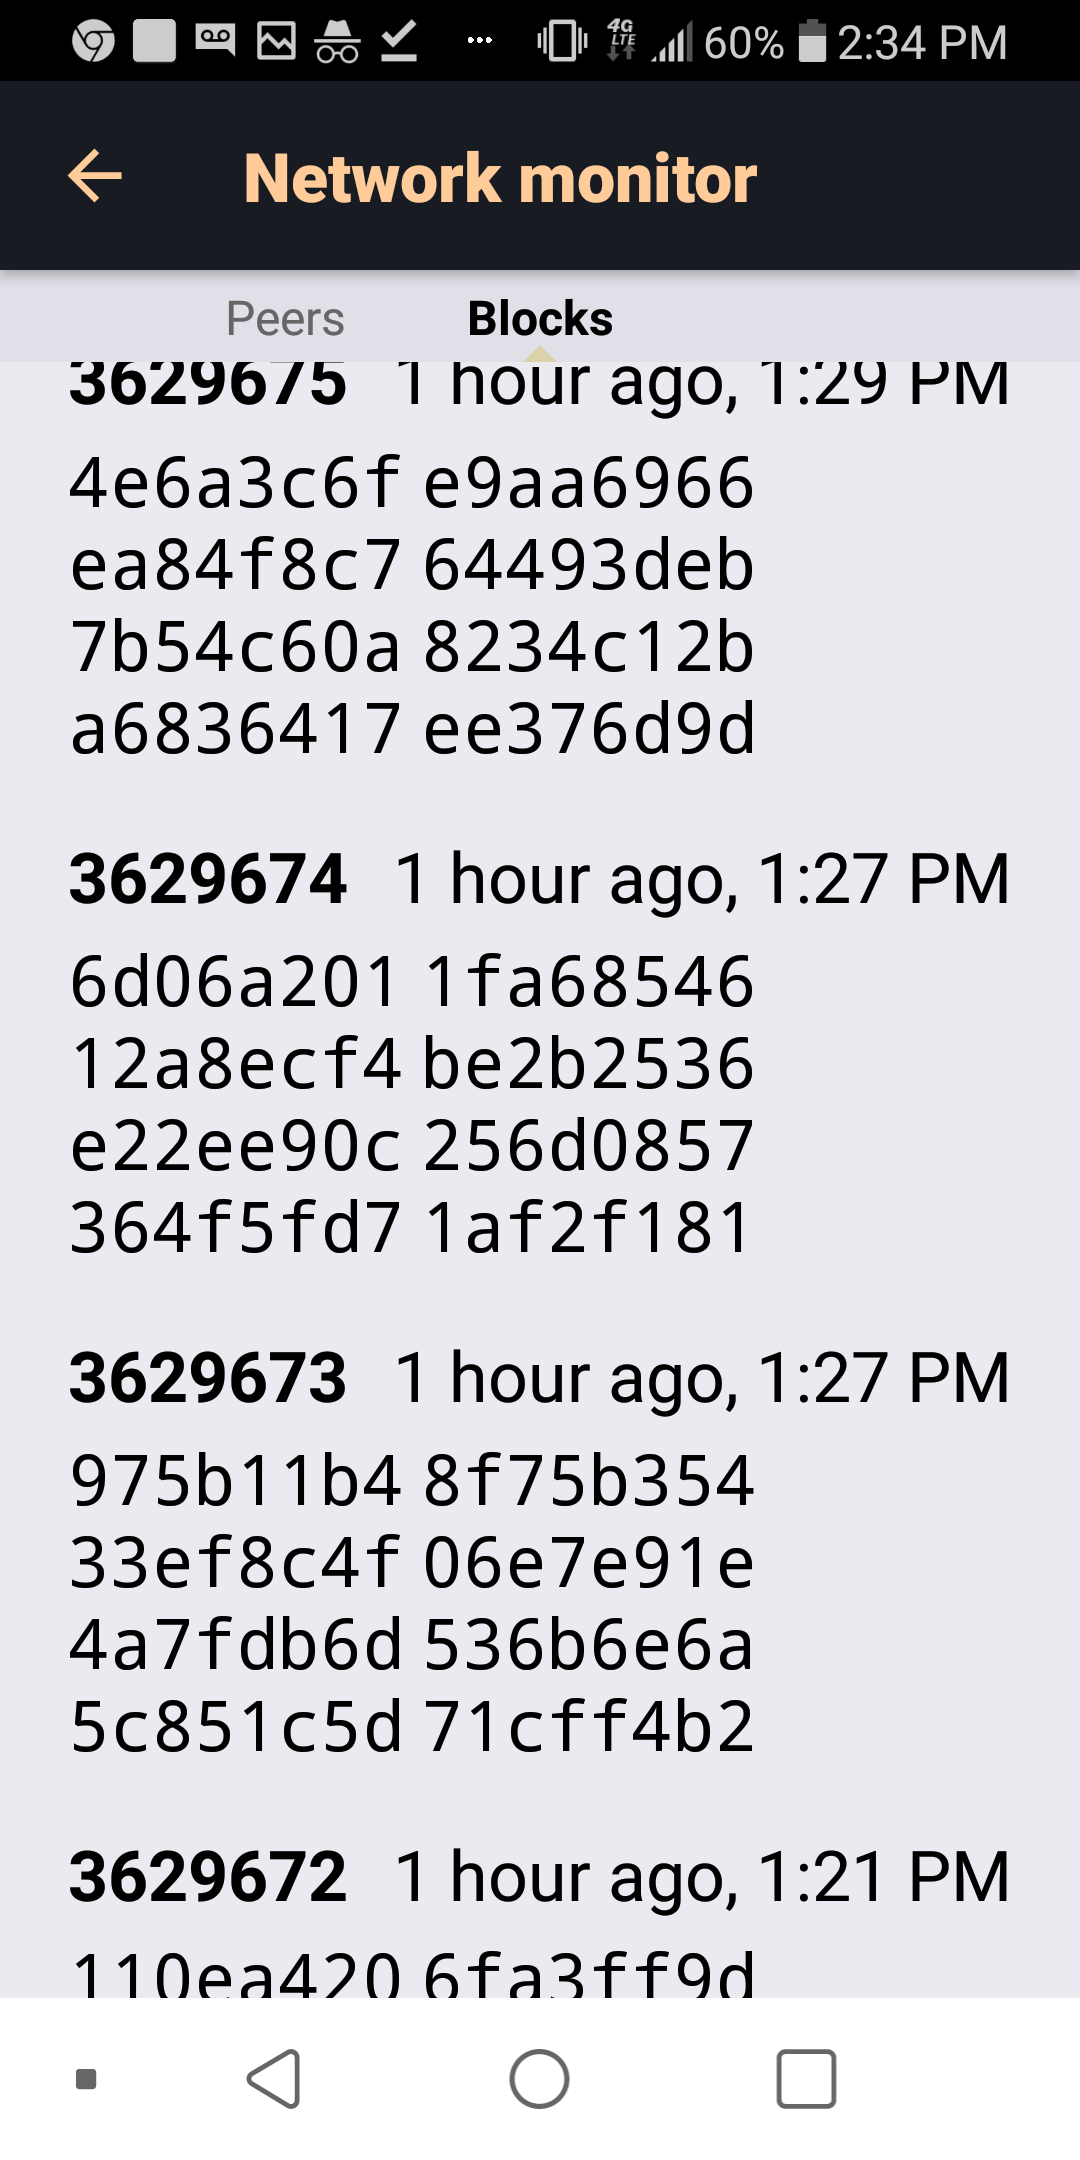 4G
LTE
60% 2:34 PM
Network monitor
Peers Blocks
3629675 1 hour ago, 1:29 PM
4e6a3c6f e9aa6966
ea84f8c7 64493deb
7b54c60a 8234c12b
a6836417 ee376d9d
3629674 1 hour ago, 1:27 PM
6d06a201 1fa68546
12a8ecf4 be2b2536
e22ee90c 256d0857
364f5fd7 1af2f181
3629673 1 hour ago, 1:27 PM
975b11b4 8f75b354
33ef8c4f 06e7e91e
4a7fdb6d 536b6e6a
5c851c5d 71cff4b2
3629672 1 hour ago, 1:21 PM
110ea420 6fa3ff9d